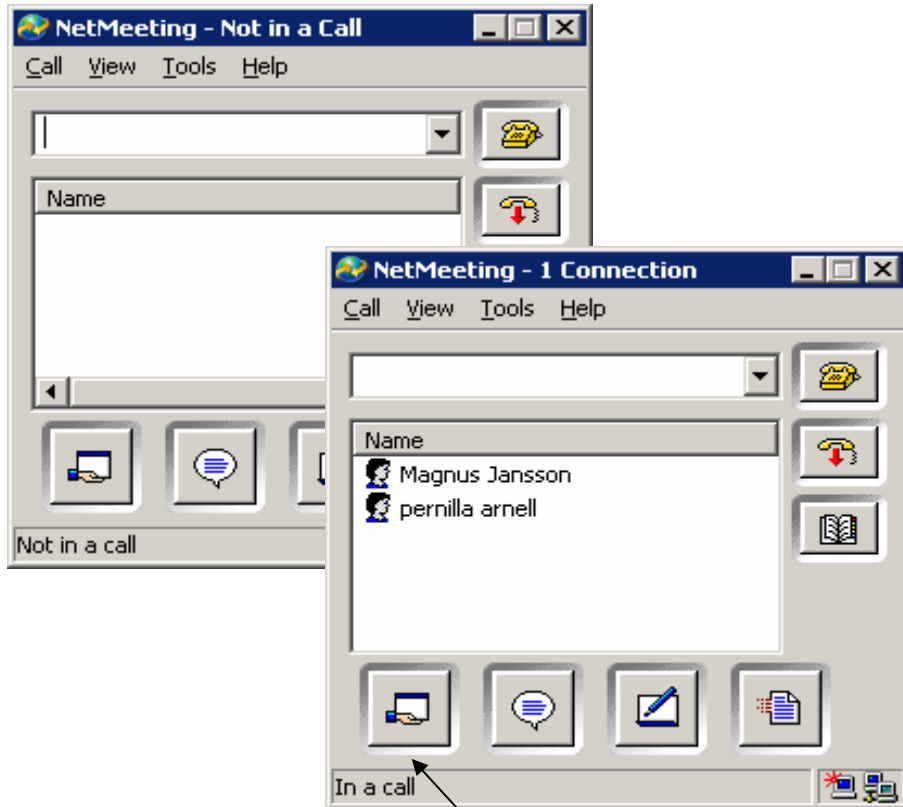 NetMeeting - Not in a Call
Call View Tools Help
Name
Not in a call
NetMeeting - 1 Connection
Call View Tools Help
Name
Magnus Jansson
pernilla arnell
In a call